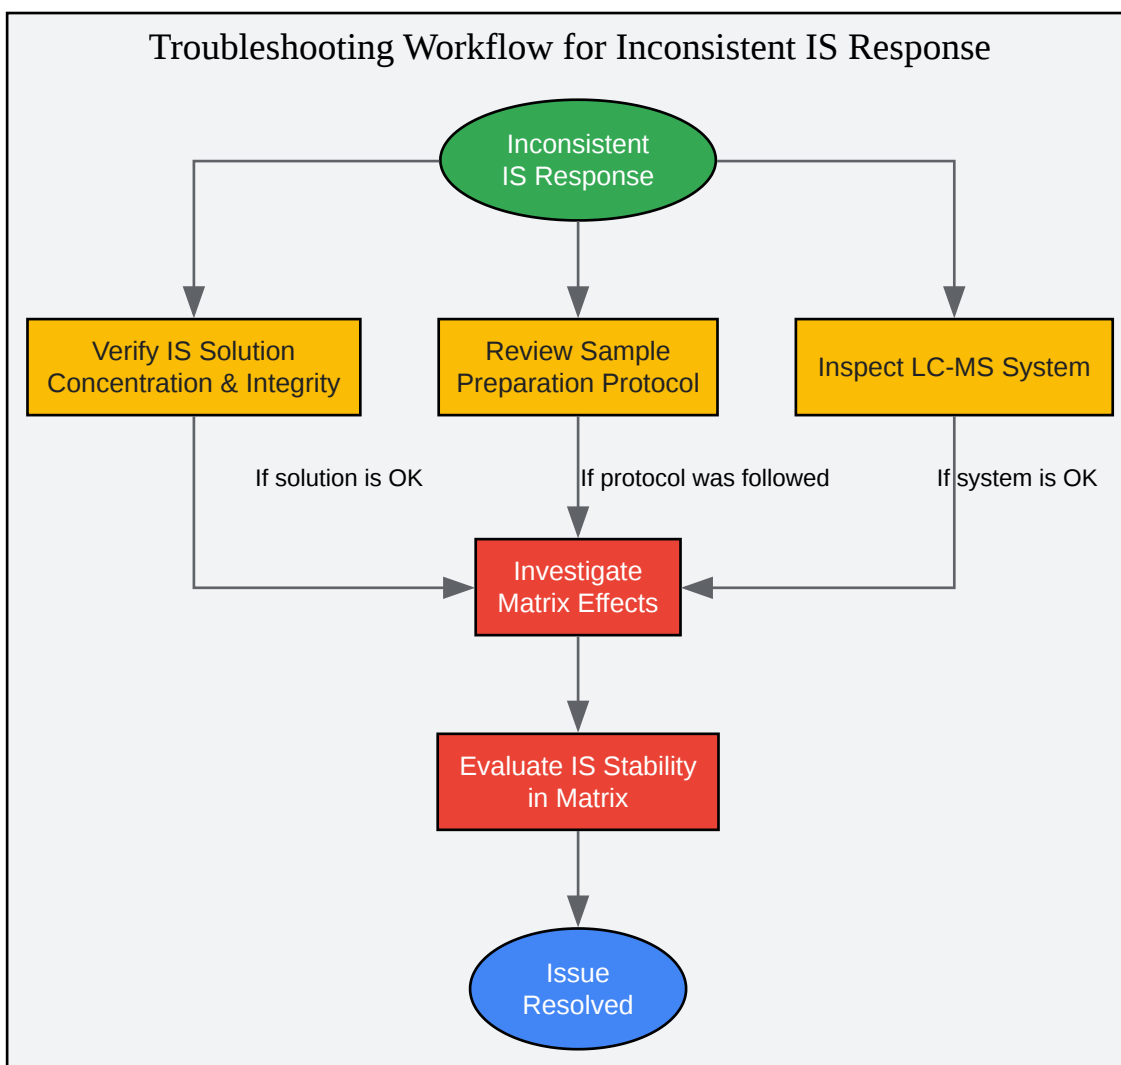 Troubleshooting Workflow for Inconsistent IS Response
Inconsistent
IS Response
Verify IS Solution
Concentration & Integrity
Review Sample
Preparation Protocol
Inspect LC-MS System
If solution is OK
If protocol was followed
If system is OK
Investigate
Matrix Effects
Evaluate IS Stability
in Matrix
Issue
Resolved